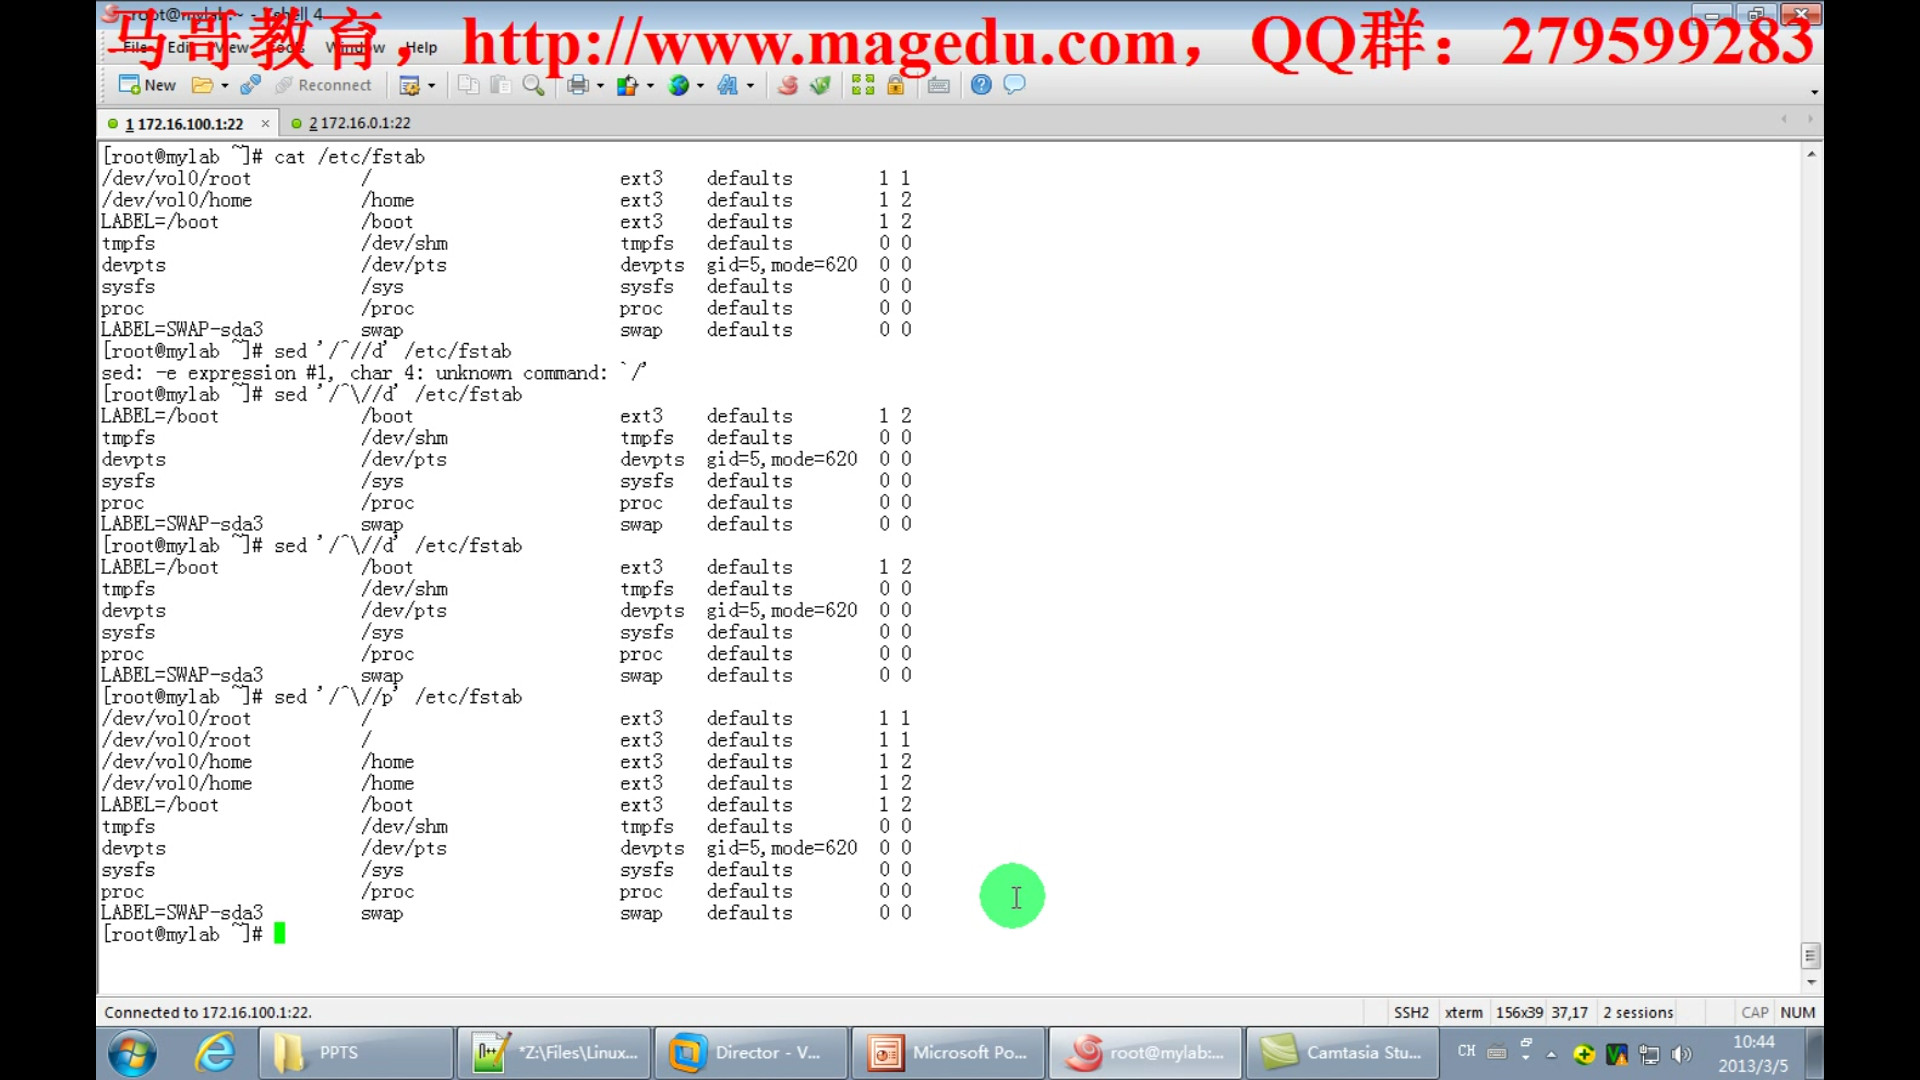 马哥教育，http://www.magedu.com，QQ群：279599283
File Edit View Tools Window Help
New Reconnect
1 172.16.100.1:22 2 172.16.0.1:22
[root@mylab ~]# cat /etc/fstab
/dev/vol0/root / ext3 defaults 1 1
/dev/vol0/home /home ext3 defaults 1 2
LABEL=/boot /boot ext3 defaults 1 2
tmpfs /dev/shm tmpfs defaults 0 0
devpts /dev/pts devpts gid=5,mode=620 0 0
sysfs /sys sysfs defaults 0 0
proc /proc proc defaults 0 0
LABEL=SWAP-sda3 swap swap defaults 0 0
[root@mylab ~]# sed '/^//d' /etc/fstab
sed: -e expression #1, char 4: unknown command: `/'
[root@mylab ~]# sed '/^\//d' /etc/fstab
LABEL=/boot /boot ext3 defaults 1 2
tmpfs /dev/shm tmpfs defaults 0 0
devpts /dev/pts devpts gid=5,mode=620 0 0
sysfs /sys sysfs defaults 0 0
proc /proc proc defaults 0 0
LABEL=SWAP-sda3 swap swap defaults 0 0
[root@mylab ~]# sed '/^\//d' /etc/fstab
LABEL=/boot /boot ext3 defaults 1 2
tmpfs /dev/shm tmpfs defaults 0 0
devpts /dev/pts devpts gid=5,mode=620 0 0
sysfs /sys sysfs defaults 0 0
proc /proc proc defaults 0 0
LABEL=SWAP-sda3 swap swap defaults 0 0
[root@mylab ~]# sed '/^\//p' /etc/fstab
/dev/vol0/root / ext3 defaults 1 1
/dev/vol0/root / ext3 defaults 1 1
/dev/vol0/home /home ext3 defaults 1 2
/dev/vol0/home /home ext3 defaults 1 2
LABEL=/boot /boot ext3 defaults 1 2
tmpfs /dev/shm tmpfs defaults 0 0
devpts /dev/pts devpts gid=5,mode=620 0 0
sysfs /sys sysfs defaults 0 0
proc /proc proc defaults 0 0
LABEL=SWAP-sda3 swap swap defaults 0 0
[root@mylab ~]#
Connected to 172.16.100.1:22. SSH2 xterm 156x39 37,17 2 sessions CAP NUM
PPTS *Z:\Files\Linux... Director - V... Microsoft Po... root@mylab:... Camtasia Stu... CH 10:44
2013/3/5